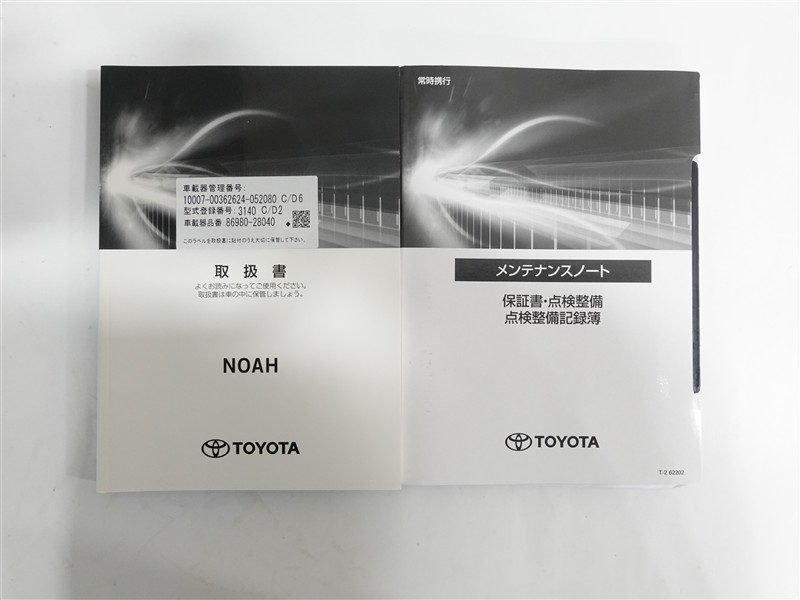 車載器管理番号:
10007-00362624-052080 C/D6
型式登録番号: 3140 C/D2
車載器品番: 86980-28040
このラベルを取扱書に貼付のうえ大切に保管して下さい。
取扱書
よくお読みになってご使用ください。
取扱書は車の中に保管しましょう。
NOAH
TOYOTA
常時携行
メンテナンスノート
保証書・点検整備
点検整備記録簿
TOYOTA
T-2 62202